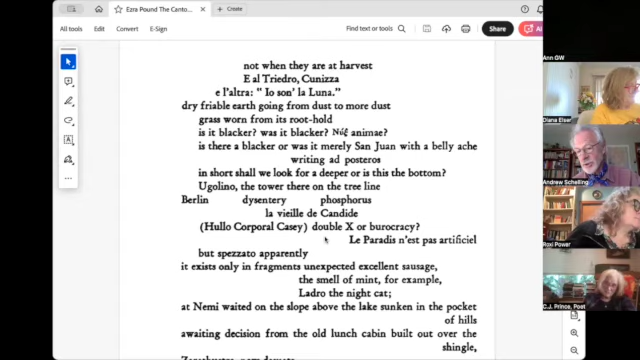 Ezra Pound The Canto...
+ Create
All tools Edit Convert E-Sign
Find text or tools
Share
AI
not when they are at harvest
E al Triedro, Cunizza
e l'altra: " Io son' la Luna."
dry friable earth going from dust to more dust
grass worn from its root-hold
is it blacker? was it blacker? Νύξ animae?
is there a blacker or was it merely San Juan with a belly ache
writing ad posteros
in short shall we look for a deeper or is this the bottom?
Ugolino, the tower there on the tree line
Berlin dysentery phosphorus
la vieille de Candide
(Hullo Corporal Casey) double X or burocracy?
Le Paradis n'est pas artificiel
but spezzato apparently
it exists only in fragments unexpected excellent sausage,
the smell of mint, for example,
Ladro the night cat;
at Nemi waited on the slope above the lake sunken in the pocket
of hills
awaiting decision from the old lunch cabin built out over the
shingle,
Ann GW
Diana Elser
Andrew Schelling
Roxi Power
C.J. Prince, Poet